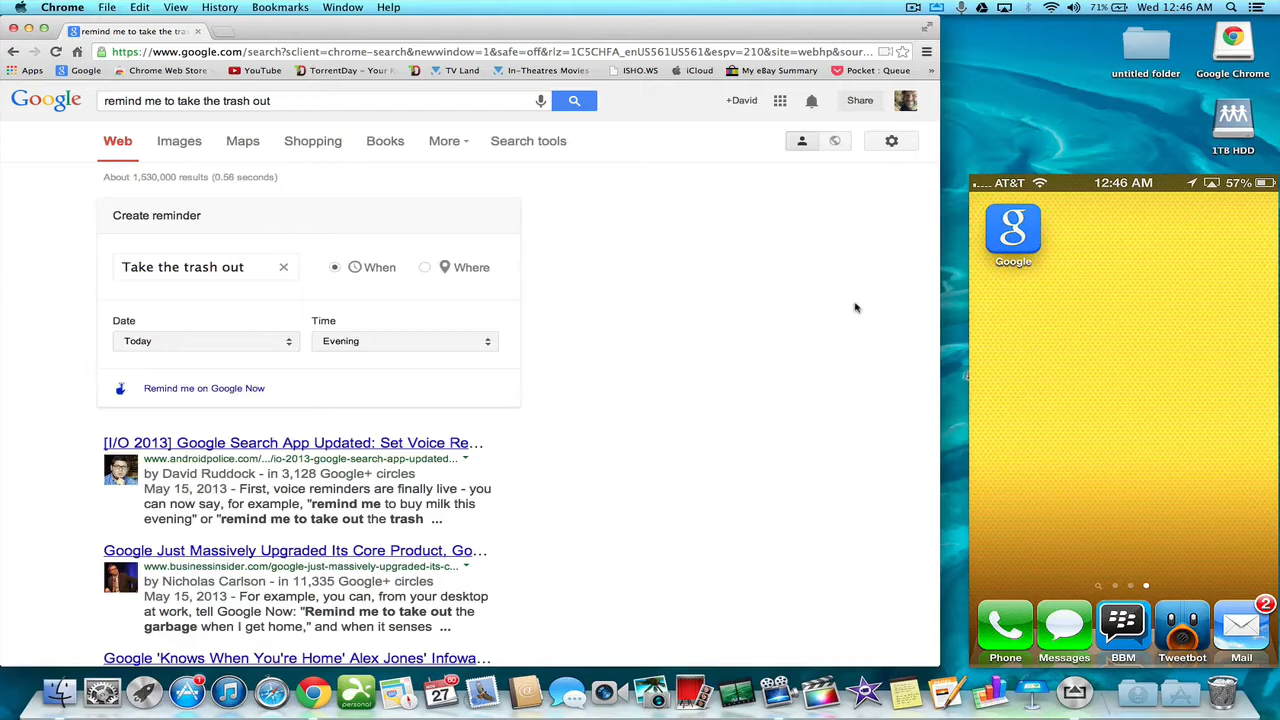 Chrome File Edit View History Bookmarks Window Help 71% Wed 12:46 AM
remind me to take the tras
https://www.google.com/search?sclient=chrome-search&newwindow=1&safe=off&rlz=1C5CHFA_enUS561US561&espv=210&site=webhp&sour...
Apps Google Chrome Web Store YouTube TorrentDay - Your K TV Land In-Theatres Movies ISHO.WS iCloud My eBay Summary Pocket : Queue »
Google remind me to take the trash out +David Share
Web Images Maps Shopping Books More Search tools
About 1,530,000 results (0.56 seconds)
Create reminder
Take the trash out When Where
Date Time
Today Evening
Remind me on Google Now
[I/O 2013] Google Search App Updated: Set Voice Re...
www.androidpolice.com/.../io-2013-google-search-app-updated...
by David Ruddock - in 3,128 Google+ circles
May 15, 2013 - First, voice reminders are finally live - you
can now say, for example, "remind me to buy milk this
evening" or "remind me to take out the trash ...
Google Just Massively Upgraded Its Core Product, Go...
www.businessinsider.com/google-just-massively-upgraded-its-c...
by Nicholas Carlson - in 11,335 Google+ circles
May 15, 2013 - For example, you can, from your desktop
at work, tell Google Now: "Remind me to take out the
garbage when I get home," and when it senses ...
Google 'Knows When You're Home' Alex Jones' Infowa...
untitled folder Google Chrome
1TB HDD
AT&T 12:46 AM 57%
g
Google
2
Phone Messages BBM Tweetbot Mail
1
NOV
27
60
personal